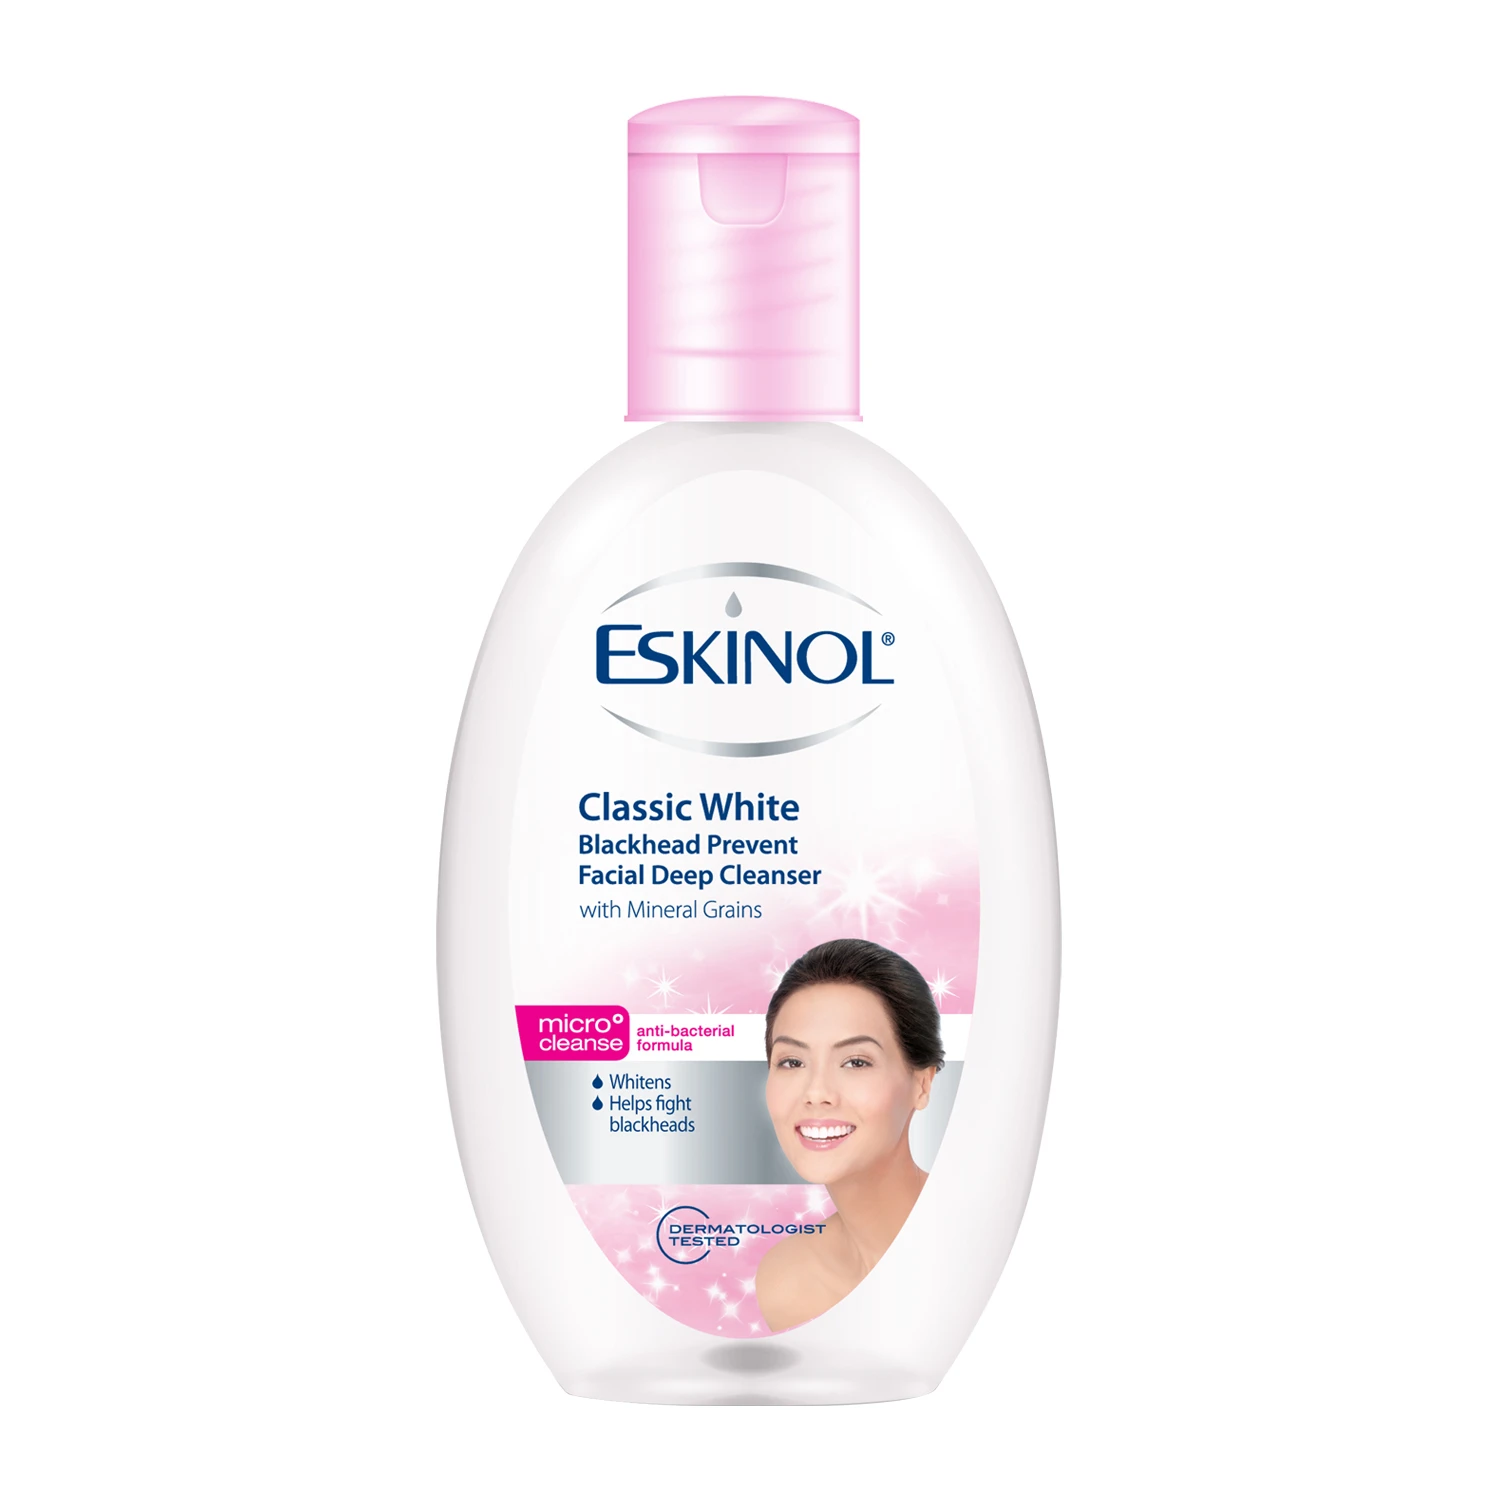 ESKINOL®
Classic White
Blackhead Prevent
Facial Deep Cleanser
with Mineral Grains
micro°
cleanse
anti-bacterial
formula
Whitens
Helps fight
blackheads
DERMATOLOGIST
TESTED